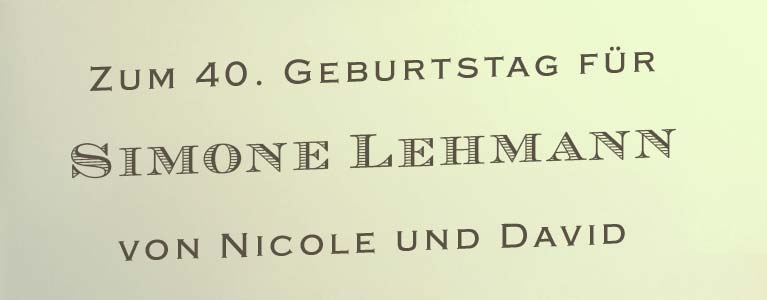 Zum 40. Geburtstag für
Simone Lehmann
von Nicole und David